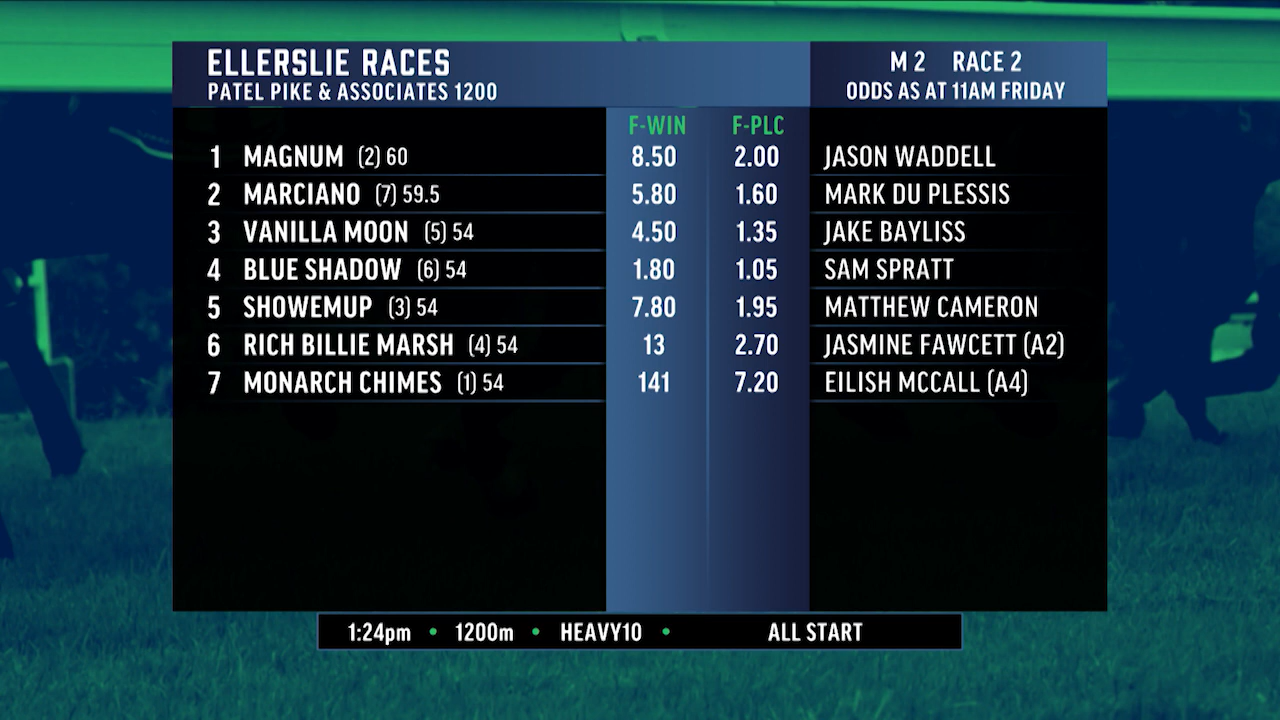 ELLERSLIE RACES
PATEL PIKE & ASSOCIATES 1200
M 2 RACE 2
ODDS AS AT 11AM FRIDAY
F-WIN F-PLC
1 MAGNUM (2) 60 8.50 2.00 JASON WADDELL
2 MARCIANO (7) 59.5 5.80 1.60 MARK DU PLESSIS
3 VANILLA MOON (5) 54 4.50 1.35 JAKE BAYLISS
4 BLUE SHADOW (6) 54 1.80 1.05 SAM SPRATT
5 SHOWEMUP (3) 54 7.80 1.95 MATTHEW CAMERON
6 RICH BILLIE MARSH (4) 54 13 2.70 JASMINE FAWCETT (A2)
7 MONARCH CHIMES (1) 54 141 7.20 EILISH MCCALL (A4)
1:24pm • 1200m • HEAVY10 • ALL START